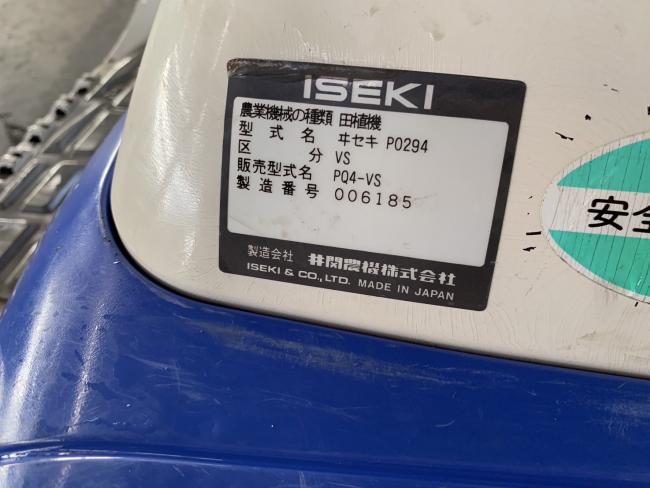 ISEKI
農業機械の種類 田植機
型式名 ヰセキ P0294
区分 VS
販売型式名 PQ4-VS
製造番号 006185
製造会社 井関農機株式会社
ISEKI & CO., LTD. MADE IN JAPAN
安全